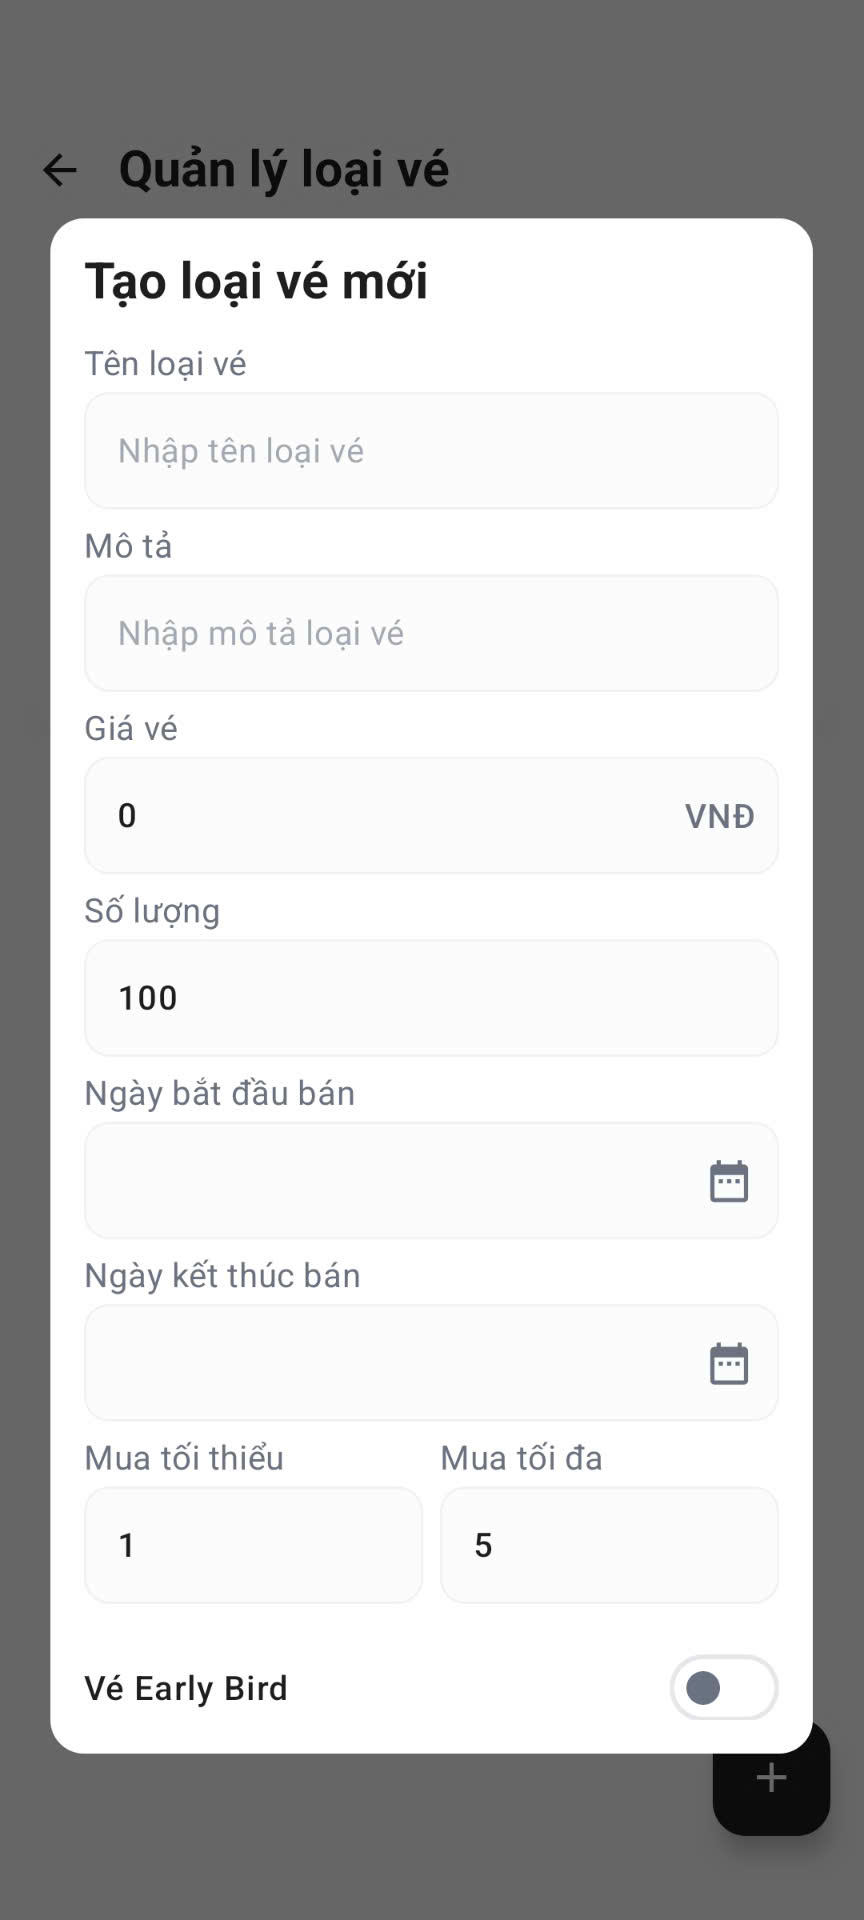 Quản lý loại vé
Tạo loại vé mới
Tên loại vé
Nhập tên loại vé
Mô tả
Nhập mô tả loại vé
Giá vé
0 VNĐ
Số lượng
100
Ngày bắt đầu bán
Ngày kết thúc bán
Mua tối thiểu Mua tối đa
1 5
Vé Early Bird